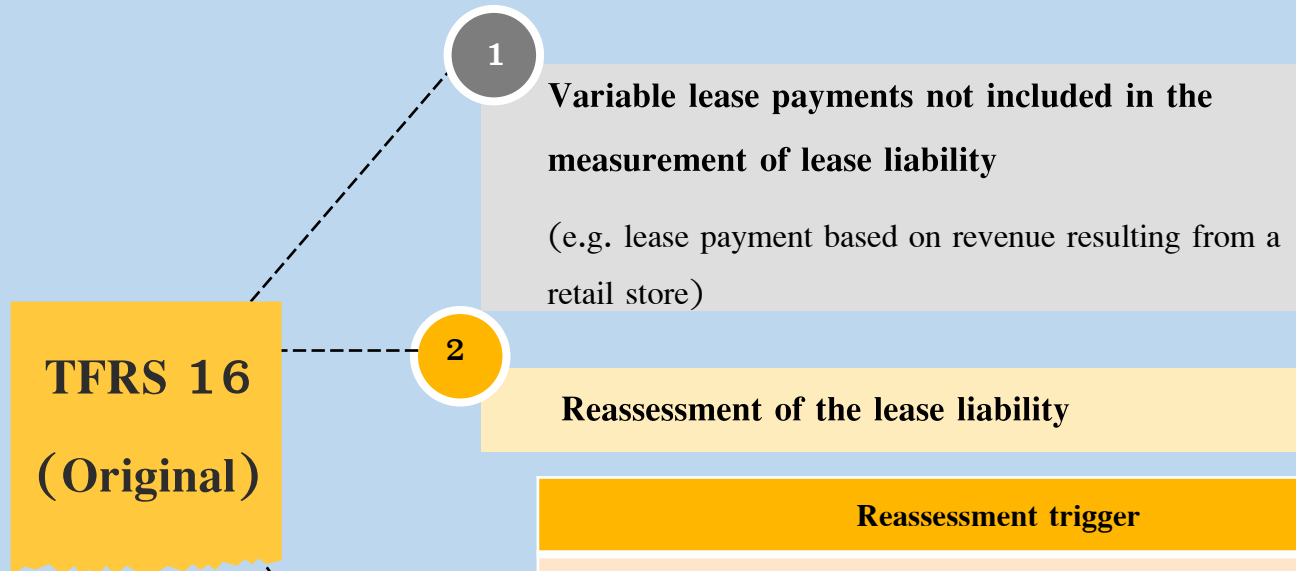 1
Variable lease payments not included in the
measurement of lease liability
(e.g. lease payment based on revenue resulting from a
retail store)
TFRS 16
(Original)
2
Reassessment of the lease liability
Reassessment trigger